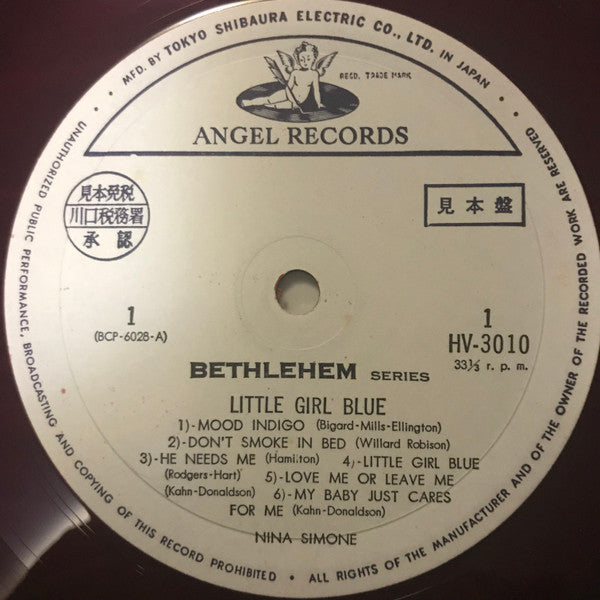 MFD. BY TOKYO SHIBAURA ELECTRIC CO., LTD. IN JAPAN
REGD. TRADE MARK
ANGEL RECORDS
見本免税
川口税務署
承認
見本盤
1
(BCP-6028-A)
1
HV-3010
33⅓ r. p. m.
BETHLEHEM SERIES
LITTLE GIRL BLUE
1)-MOOD INDIGO (Bigard-Mills-Ellington)
2)-DON'T SMOKE IN BED (Willard Robison)
3)-HE NEEDS ME (Hamilton) 4)-LITTLE GIRL BLUE
(Rodgers-Hart) 5)-LOVE ME OR LEAVE ME
(Kahn-Donaldson) 6)-MY BABY JUST CARES
FOR ME (Kahn-Donaldson)
NINA SIMONE
UNAUTHORIZED PUBLIC PERFORMANCE, BROADCASTING AND COPYING OF THIS RECORD PROHIBITED • ALL RIGHTS OF THE MANUFACTURER AND OF THE OWNER OF THE RECORDED WORK ARE RESERVED